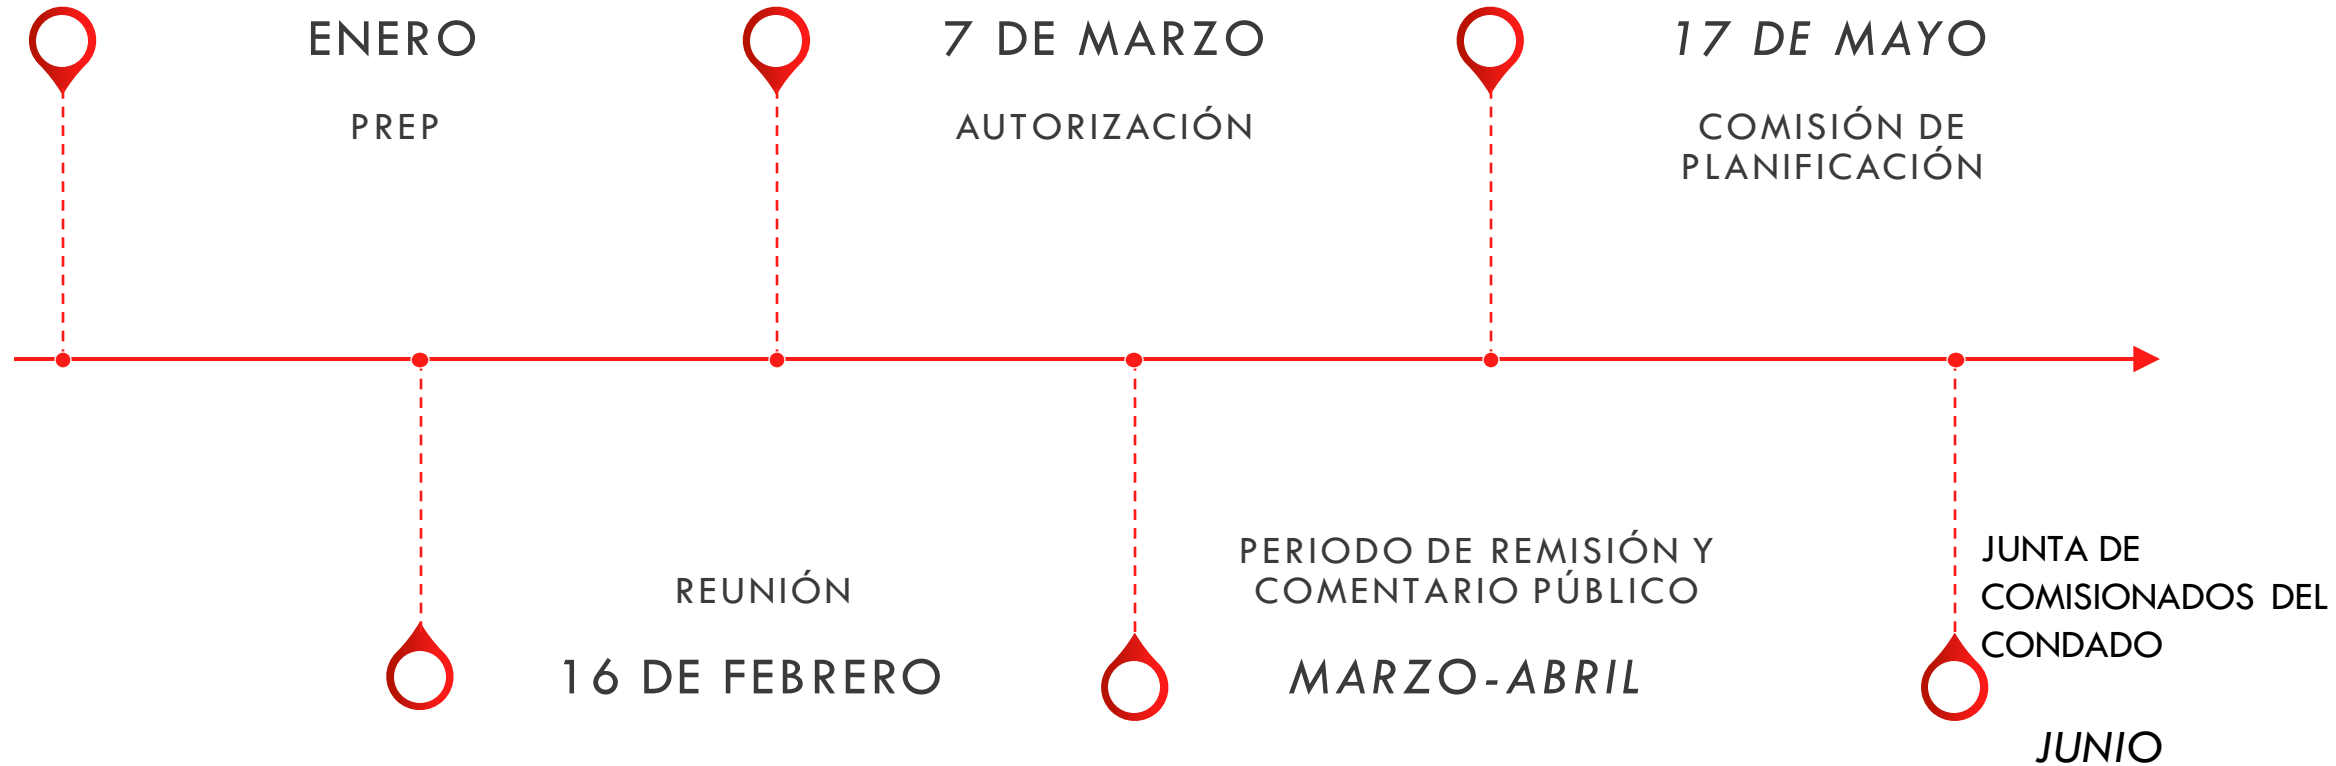 ENERO
PREP
7 DE MARZO
AUTORIZACIÓN
17 DE MAYO
COMISIÓN DE
PLANIFICACIÓN
REUNIÓN
16 DE FEBRERO
PERIODO DE REMISIÓN Y
COMENTARIO PÚBLICO
MARZO-ABRIL
JUNTA DE
COMISIONADOS DEL
CONDADO
JUNIO